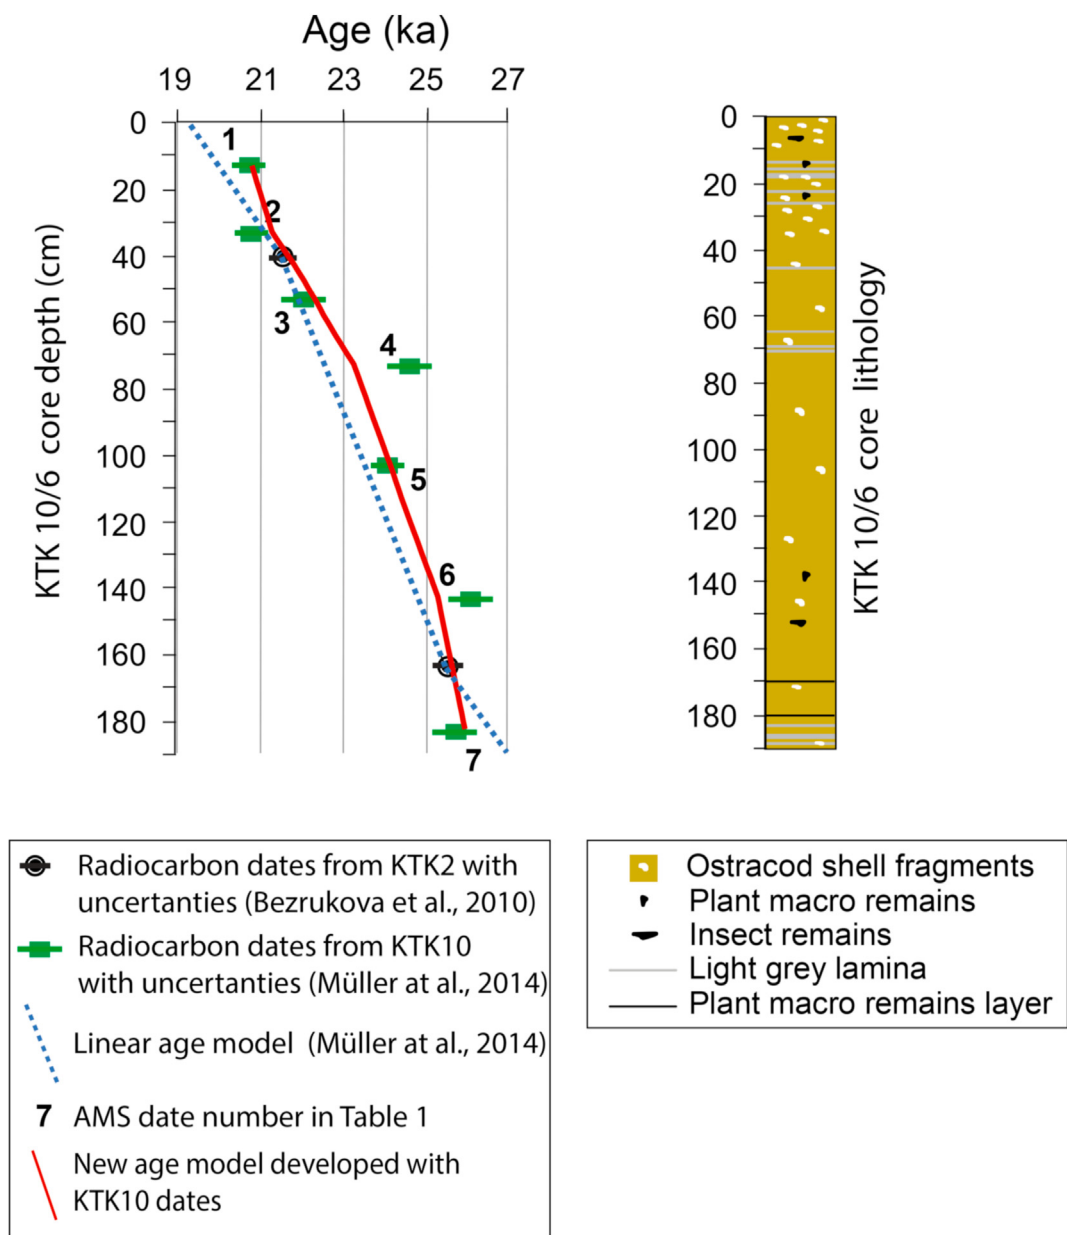 Age (ka)
19 21 23 25 27
KTK 10/6 core depth (cm)
0
20
40
60
80
100
120
140
160
180
1
2
3
4
5
6
7
0
20
40
60
80
100
120
140
160
180
KTK 10/6 core lithology
Radiocarbon dates from KTK2 with
uncertanties (Bezrukova et al., 2010)
Radiocarbon dates from KTK10
with uncertanties (Müller at al., 2014)
Linear age model (Müller at al., 2014)
7 AMS date number in Table 1
New age model developed with
KTK10 dates
Ostracod shell fragments
Plant macro remains
Insect remains
Light grey lamina
Plant macro remains layer